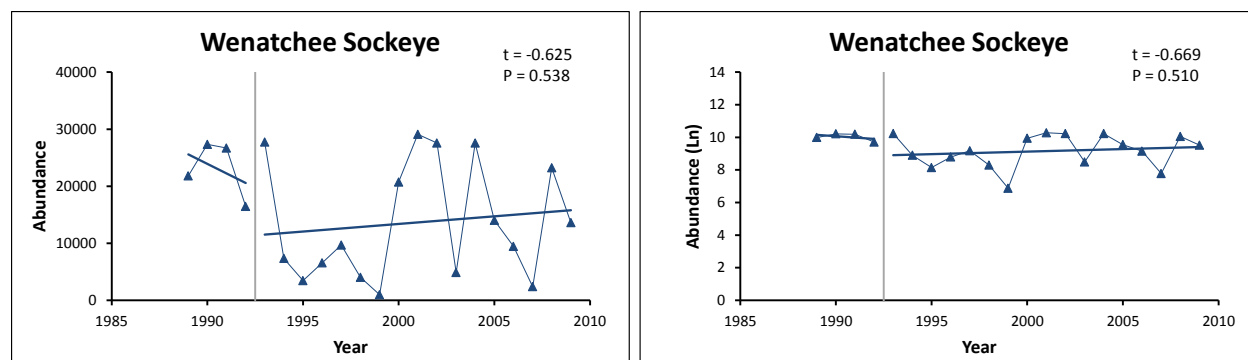 Wenatchee Sockeye
t = -0.625
P = 0.538
40000
30000
20000
10000
0
Abundance
1985 1990 1995 2000 2005 2010
Year
Wenatchee Sockeye
t = -0.669
P = 0.510
14
12
10
8
6
4
2
0
Abundance (Ln)
1985 1990 1995 2000 2005 2010
Year